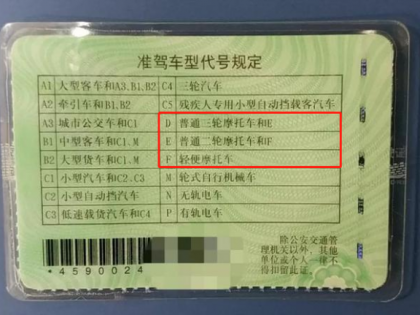 准驾车型代号规定
A1 大型客车和A3.B1.B2 C4 三轮汽车
A2 牵引车和B1.B2 C5 残疾人专用小型自动挡载客汽车
A3 城市公交车和C1 D 普通三轮摩托车和E
B1 中型客车和C1.M E 普通二轮摩托车和F
B2 大型货车和C1.M F 轻便摩托车
C1 小型汽车和C2.C3 M 轮式自行机械车
C2 小型自动挡汽车 N 无轨电车
C3 低速载货汽车和C4 P 有轨电车
*4590024
除公安交通管
理机关以外，其他
单位或个人一律不
得扣留此证。